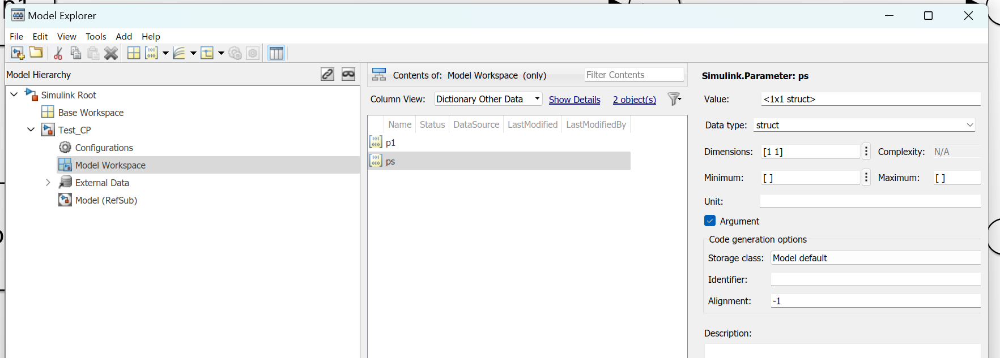 Model Explorer
File Edit View Tools Add Help
Model Hierarchy
Simulink Root
Base Workspace
Test_CP
Configurations
Model Workspace
External Data
Model (RefSub)
Contents of: Model Workspace (only) Filter Contents
Column View: Dictionary Other Data Show Details 2 object(s)
Name Status DataSource LastModified LastModifiedBy
p1
ps
Simulink.Parameter: ps
Value: <1x1 struct>
Data type: struct
Dimensions: [1 1] Complexity: N/A
Minimum: [ ] Maximum: [ ]
Unit:
Argument
Code generation options
Storage class: Model default
Identifier:
Alignment: -1
Description: